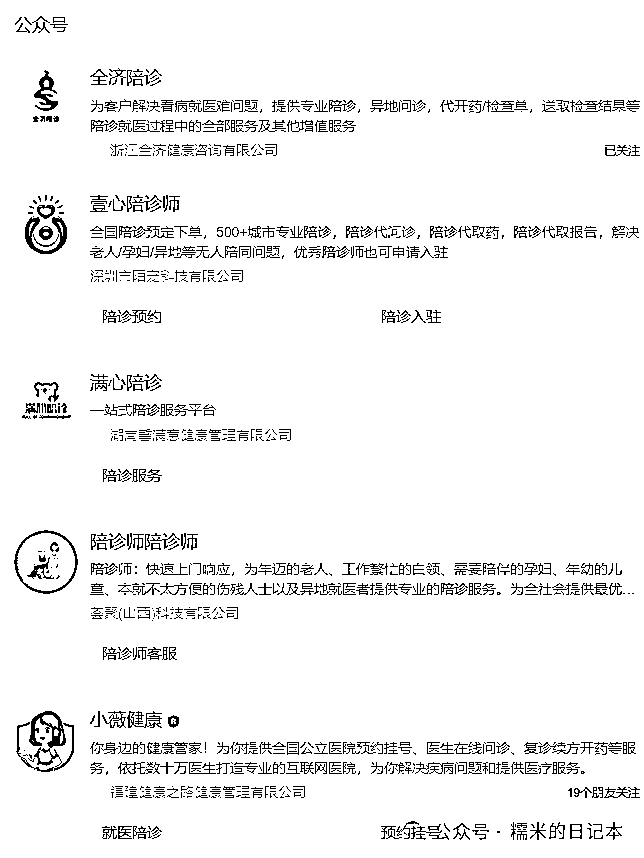 公众号
全济陪诊
为客户解决看病就医难问题，提供专业陪诊，异地问诊，代开药/检查单，送取检查结果等
陪诊就医过程中的全部服务及其他增值服务
浙江全济健康咨询有限公司
已关注
壹心陪诊师
全国陪诊预定下单，500+城市专业陪诊，陪诊代问诊，陪诊代取药，陪诊代取报告，解决
老人/孕妇/异地等无人陪同问题，优秀陪诊师也可申请入驻
科技有限公司
陪诊预约 陪诊入驻
满心陪诊
一站式陪诊服务平台
健康管理有限公司
陪诊服务
陪诊师陪诊师
陪诊师：快速上门响应，为年迈的老人、工作繁忙的白领、需要陪伴的孕妇、年幼的儿
童、本就不太方便的伤残人士以及异地就医者提供专业的陪诊服务。为全社会提供最优...
(山西)科技有限公司
陪诊师客服
小薇健康
你身边的健康管家！为你提供全国公立医院预约挂号、医生在线问诊、复诊续方开药等服
务，依托数十万医生打造专业的互联网医院，为你解决疾病问题和提供医疗服务。
福建健康之路健康管理有限公司
19个朋友关注
就医陪诊 预约挂号
公众号·糯米的日记本